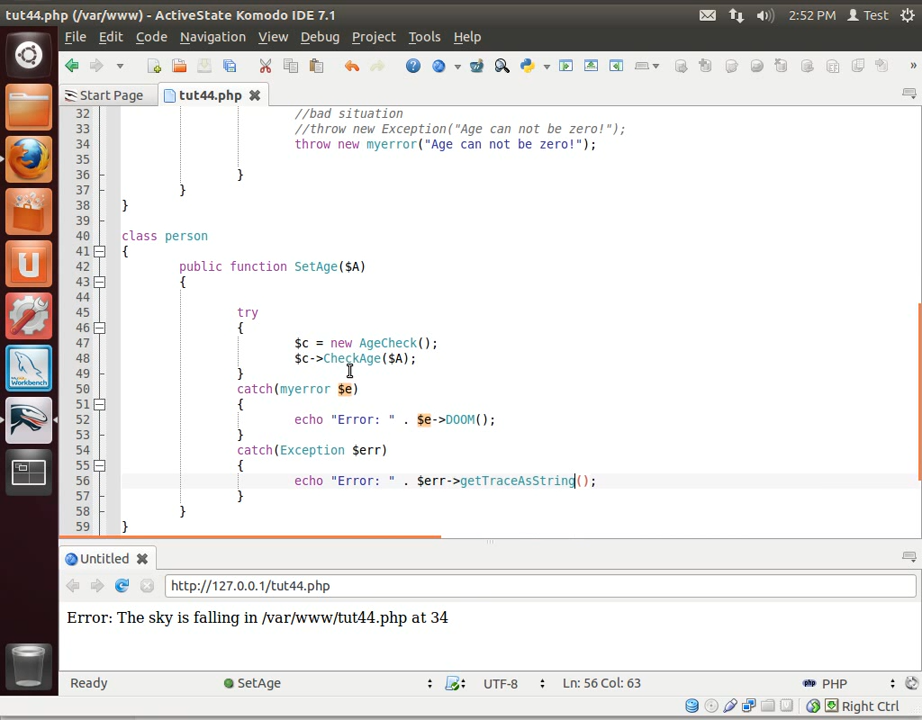 tut44.php (/var/www) - ActiveState Komodo IDE 7.1
2:52 PM Test
File Edit Code Navigation View Debug Project Tools Help
Start Page tut44.php
32 //bad situation
33 //throw new Exception("Age can not be zero!");
34 throw new myerror("Age can not be zero!");
35
36 }
37 }
38 }
39
40 class person
41 {
42 public function SetAge($A)
43 {
44
45 try
46 {
47 $c = new AgeCheck();
48 $c->CheckAge($A);
49 }
50 catch(myerror $e)
51 {
52 echo "Error: " . $e->DOOM();
53 }
54 catch(Exception $err)
55 {
56 echo "Error: " . $err->getTraceAsString();
57 }
58 }
59 }
Untitled
http://127.0.0.1/tut44.php
Error: The sky is falling in /var/www/tut44.php at 34
Ready SetAge UTF-8 Ln: 56 Col: 63 PHP
Right Ctrl
MySQL Workbench